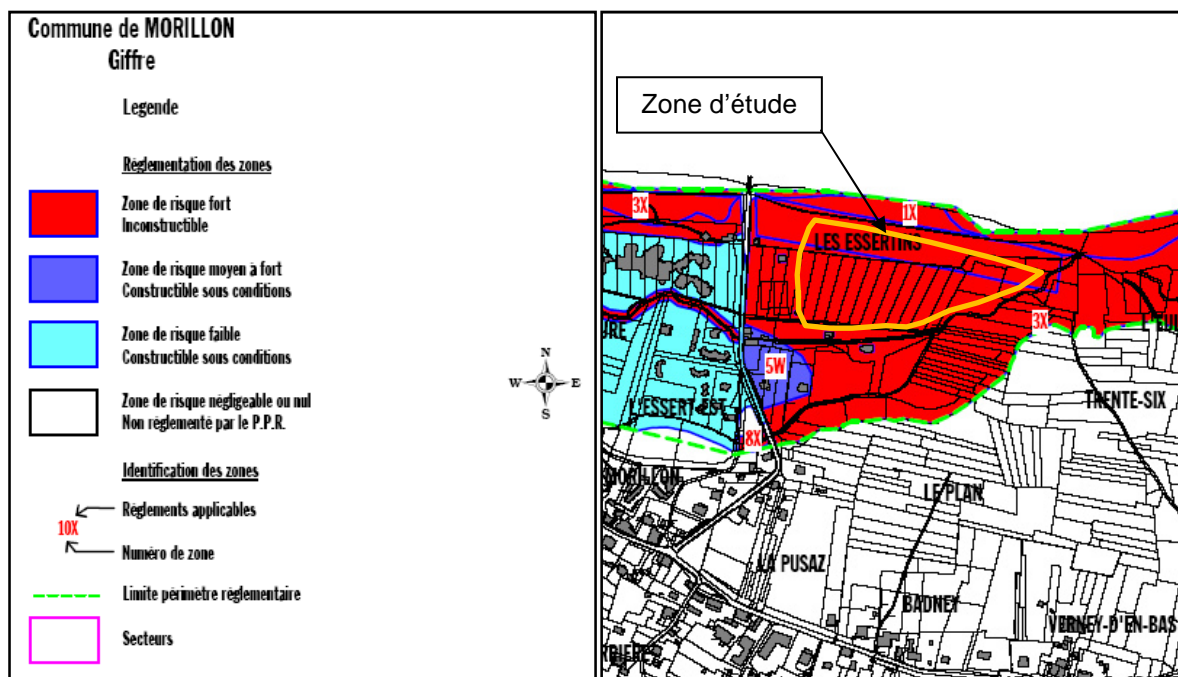 Commune de MORILLON
Giffre
Legende
Réglementation des zones
Zone de risque fort
Inconstructible
Zone de risque moyen à fort
Constructible sous conditions
Zone de risque faible
Constructible sous conditions
Zone de risque négligeable ou nul
Non réglementé par le P.P.R.
Identification des zones
Réglements applicables
10X
Numéro de zone
Limite périmètre réglementaire
Secteurs
N
W
E
S
Zone d'étude
3X
1X
LES ESSERTINS
3X
URE
5W
L'ESSERT-EST
TRENTE-SIX
8X
MORILLON
LE PLAN
LA PUSAZ
BADNEY
VERNEY-D'EN-BAS